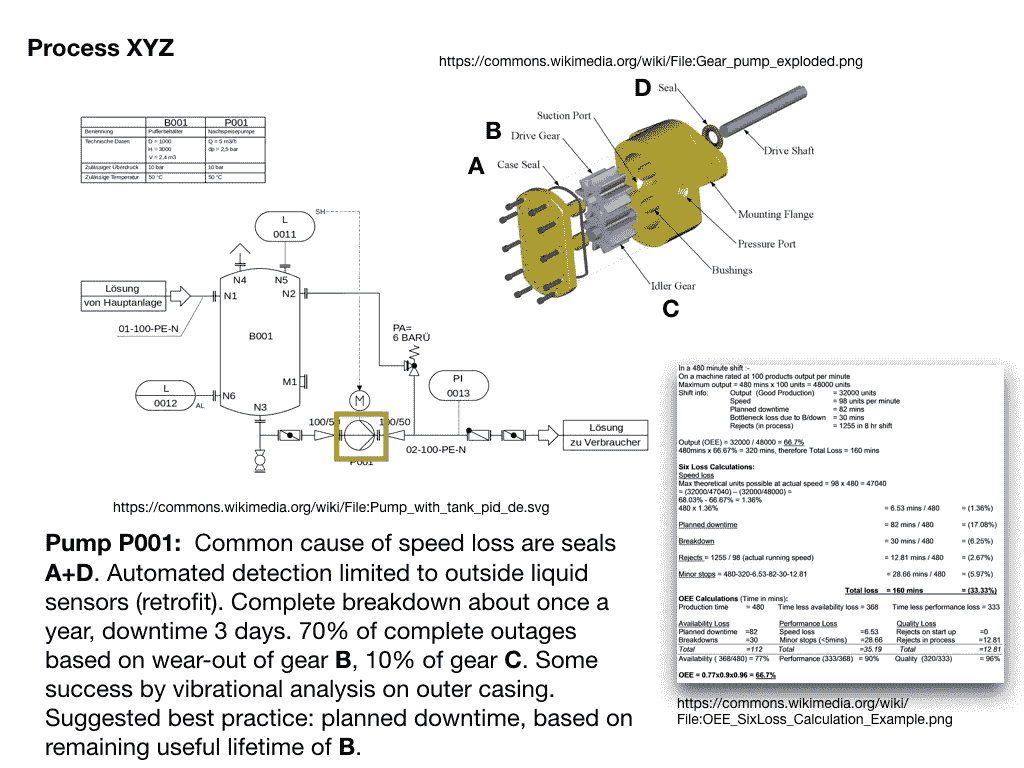 Process XYZ
https://commons.wikimedia.org/wiki/File:Gear_pump_exploded.png
D Seal
Suction Port
B Drive Gear
A Case Seal
Drive Shaft
Mounting Flange
Pressure Port
Bushings
Idler Gear
C
B001 P001
Benennung Pufferbehälter Nachspeisepumpe
Technische Daten D = 1000 Q = 5 m3/h
H = 3000 dp = 2,5 bar
V = 2,4 m3
Zulässiger Überdruck 10 bar 10 bar
Zulässige Temperatur 50 °C 50 °C
SH
L
0011
N4 N5
Lösung
von Hauptanlage
N1 N2
01-100-PE-N
B001
PA=
6 BARÜ
M1
L
0012
AL
N6
N3
M
PI
0013
100/50 100/50
P001
02-100-PE-N
Lösung
zu Verbraucher
https://commons.wikimedia.org/wiki/File:Pump_with_tank_pid_de.svg
Pump P001: Common cause of speed loss are seals
A+D. Automated detection limited to outside liquid
sensors (retrofit). Complete breakdown about once a
year, downtime 3 days. 70% of complete outages
based on wear-out of gear B, 10% of gear C. Some
success by vibrational analysis on outer casing.
Suggested best practice: planned downtime, based on
remaining useful lifetime of B.
In a 480 minute shift :-
On a machine rated at 100 products output per minute
Maximum output = 480 mins x 100 units = 48000 units
Shift info: Output (Good Production) = 32000 units
Speed = 98 units per minute
Planned downtime = 82 mins
Bottleneck loss due to B/down = 30 mins
Rejects (in process) = 1255 in 8 hr shift
Output (OEE) = 32000 / 48000 = 66.7%
480mins x 66.67% = 320 mins, therefore Total Loss = 160 mins
Six Loss Calculations:
Speed loss
Max theoretical units possible at actual speed = 98 x 480 = 47040
= (32000/47040) – (32000/48000) =
68.03% - 66.67% = 1.36%
480 x 1.36% = 6.53 mins / 480 = (1.36%)
Planned downtime = 82 mins / 480 = (17.08%)
Breakdown = 30 mins / 480 = (6.25%)
Rejects = 1255 / 98 (actual running speed) = 12.81 mins / 480 = (2.67%)
Minor stops = 480-320-6.53-82-30-12.81 = 28.66 mins / 480 = (5.97%)
Total loss = 160 mins = (33.33%)
OEE Calculations (Time in mins):
Production time = 480 Time less availability loss = 368 Time less performance loss = 333
Availability Loss Performance Loss Quality Loss
Planned downtime =82 Speed loss =6.53 Rejects on start up =0
Breakdowns =30 Minor stops (<5mins) =28.66 Rejects in process =12.81
Total =112 Total =35.19 Total =12.81
Availability ( 368/480) = 77% Performance (333/368) = 90% Quality (320/333) = 96%
OEE = 0.77x0.9x0.96 = 66.7%
https://commons.wikimedia.org/wiki/
File:OEE_SixLoss_Calculation_Example.png